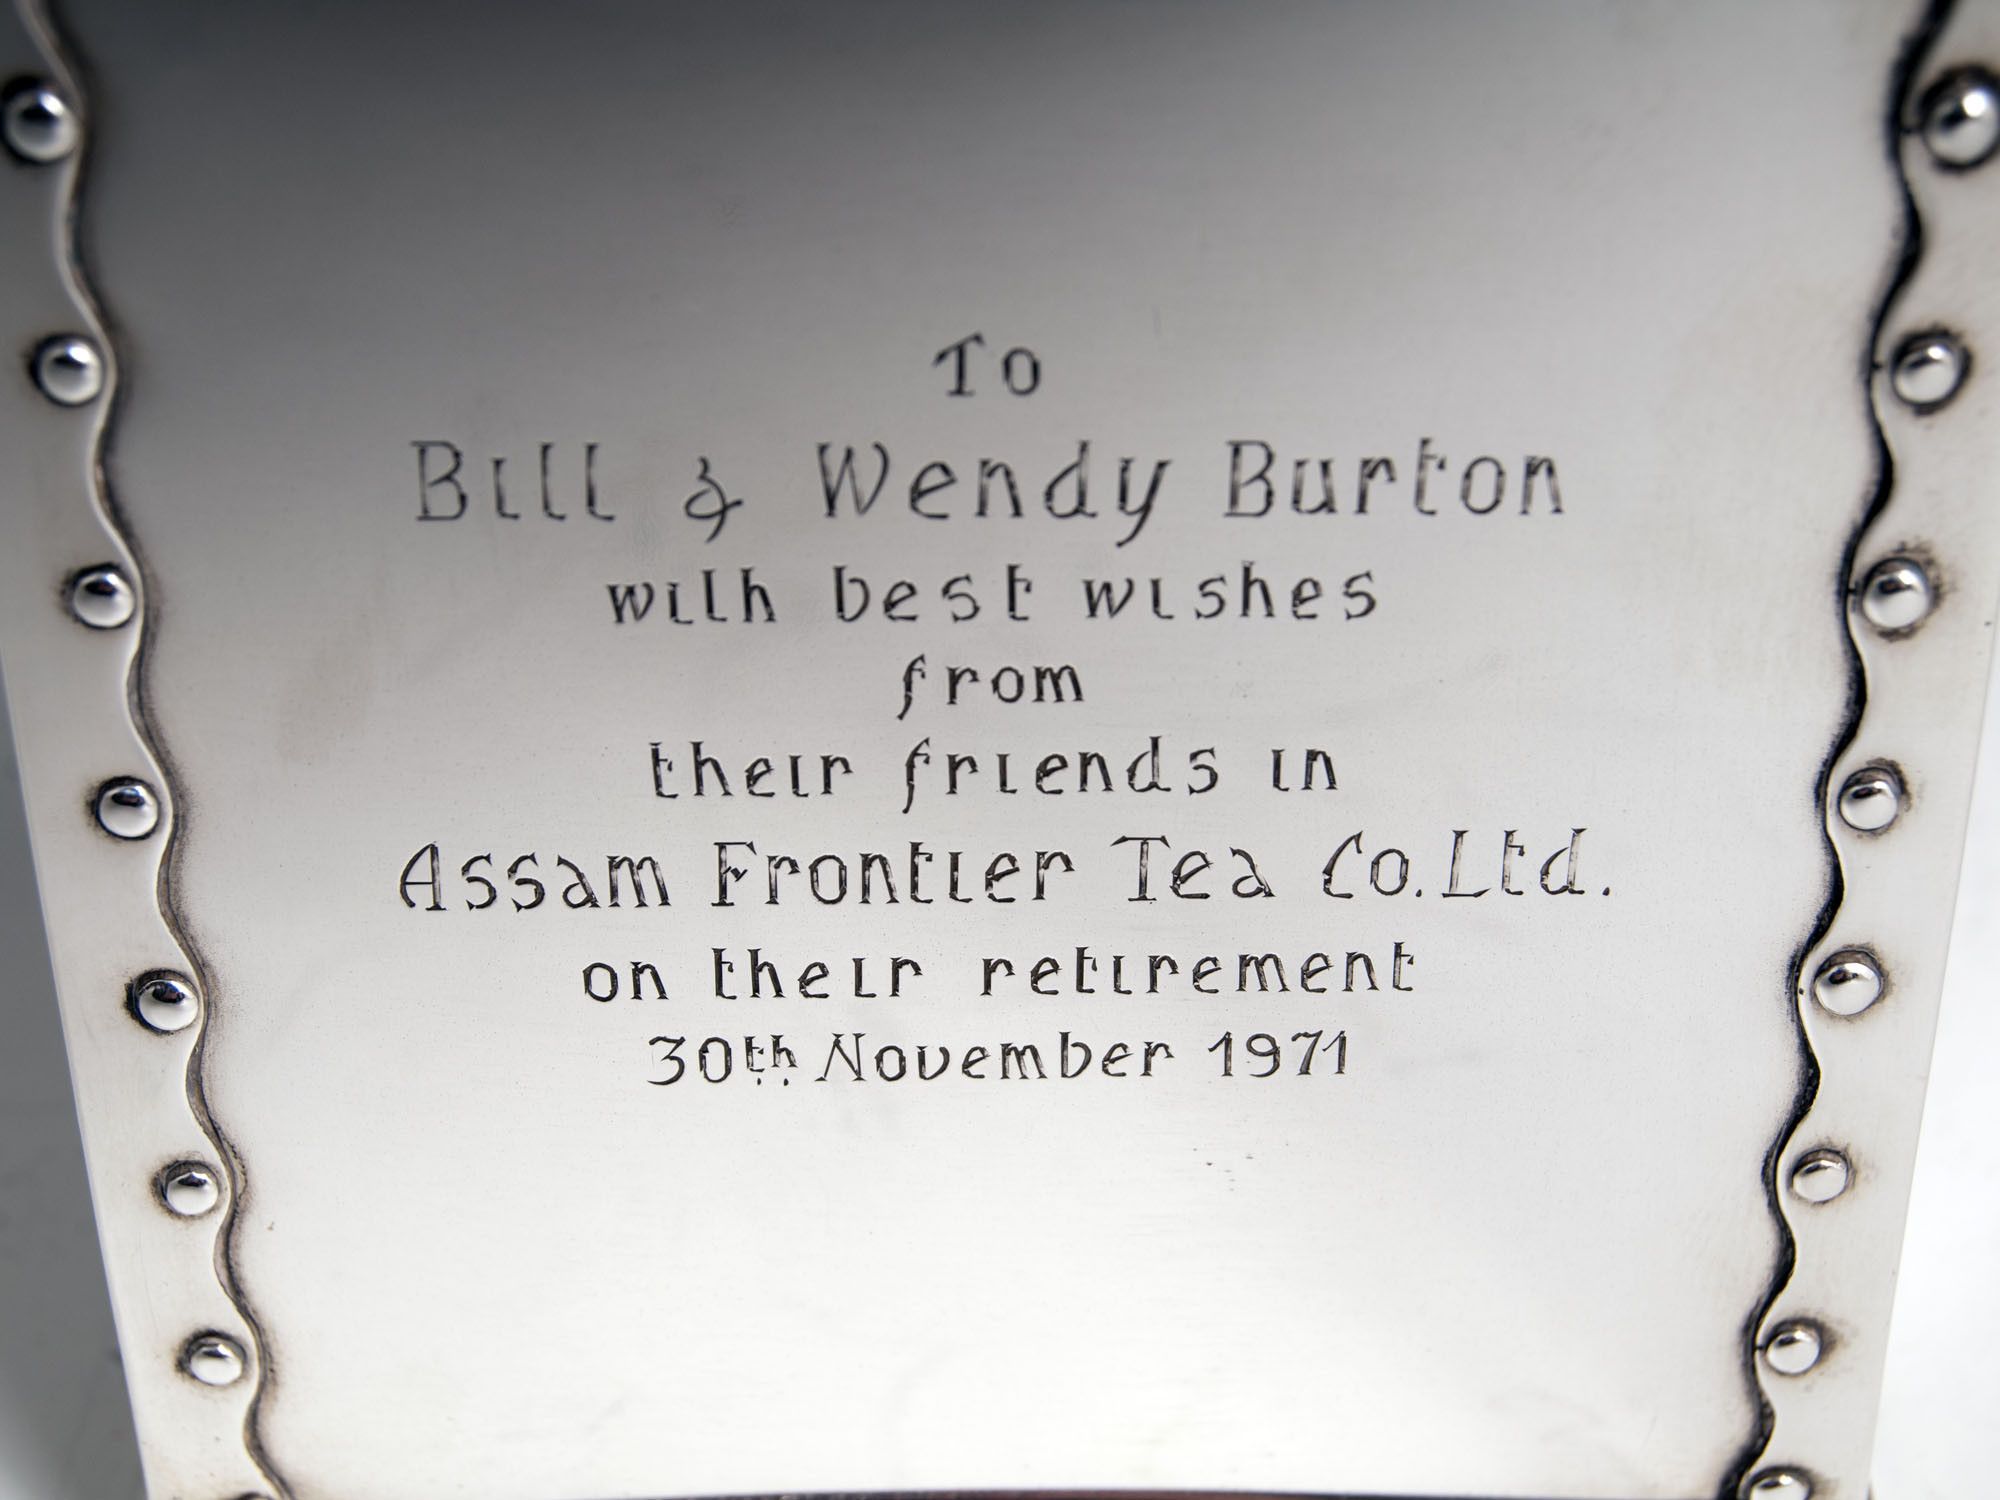 To
Bill & Wendy Burton
with best wishes
from
their friends in
Assam Frontier Tea Co. Ltd.
on their retirement
30th November 1971